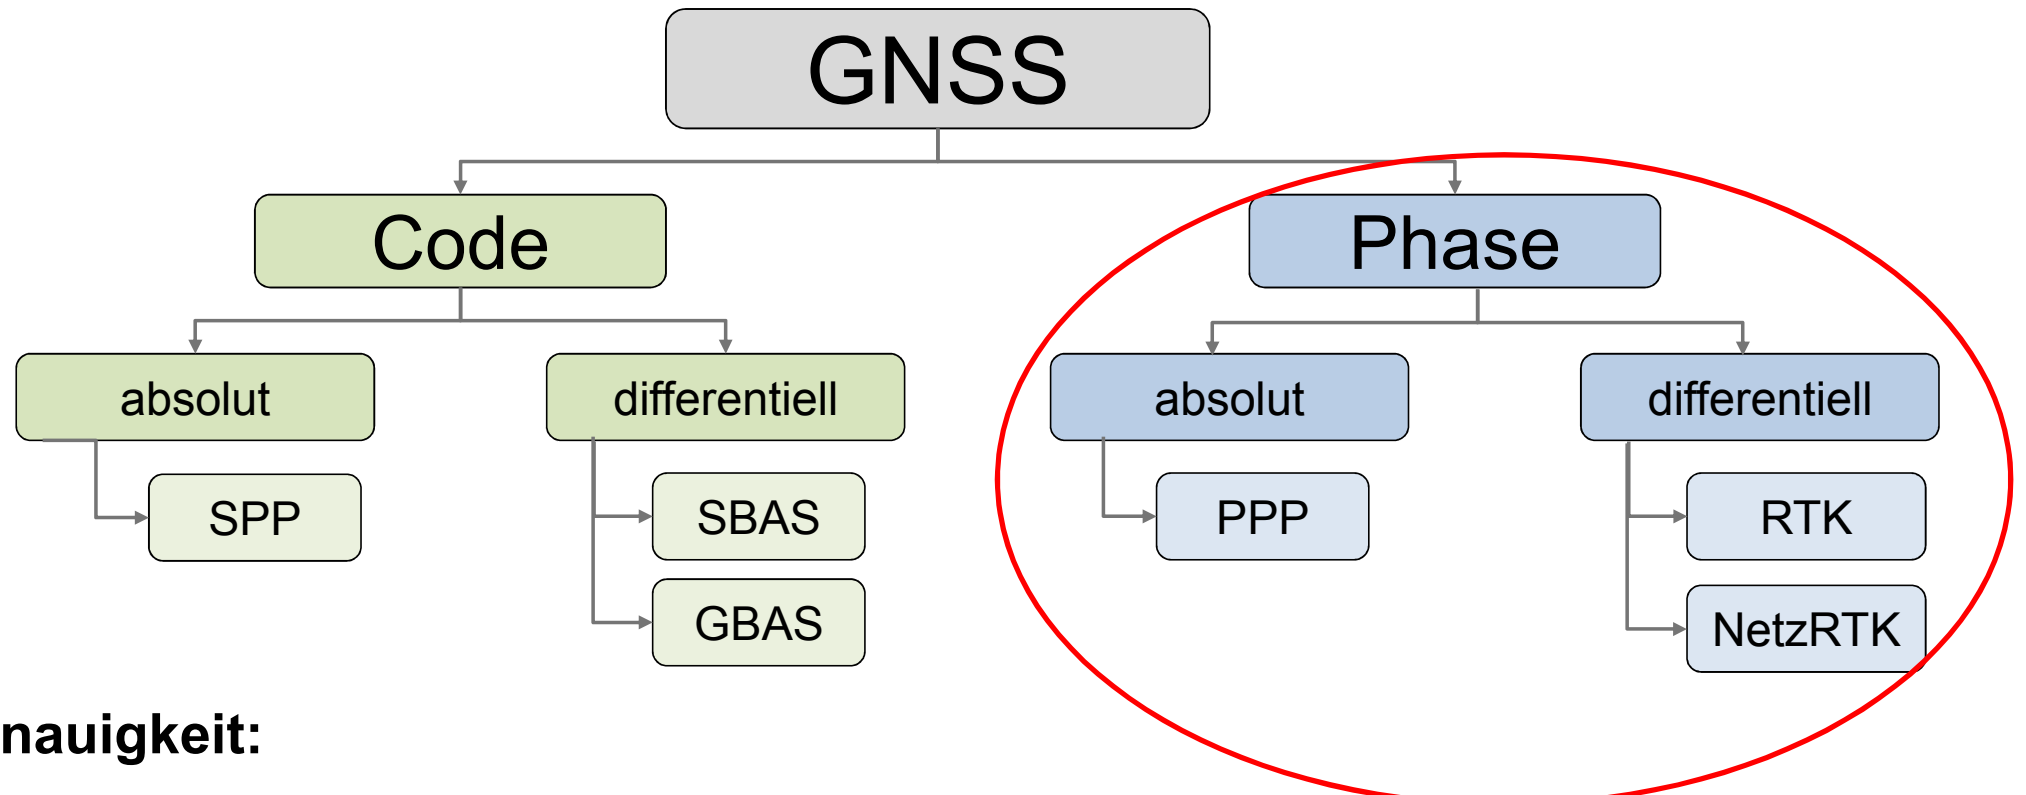 GNSS
Code
Phase
absolut
differentiell
absolut
differentiell
SPP
SBAS
PPP
RTK
GBAS
NetzRTK
nauigkeit: